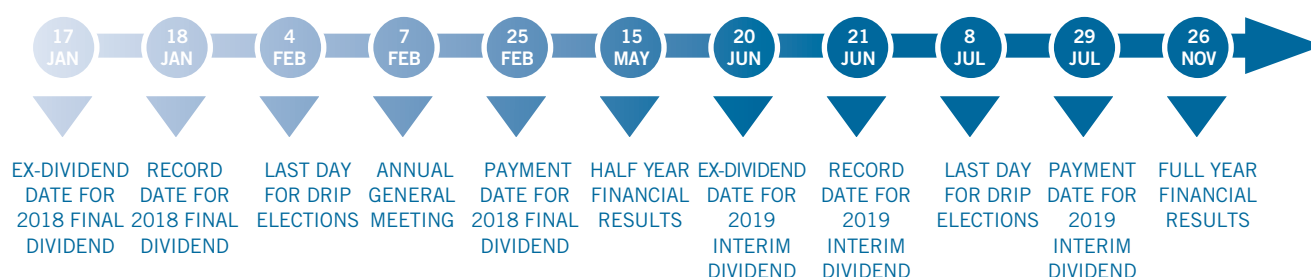 17
JAN
18
JAN
4
FEB
7
FEB
25
FEB
15
MAY
20
JUN
21
JUN
8
JUL
29
JUL
26
NOV
EX-DIVIDEND
DATE FOR
2018 FINAL
DIVIDEND
RECORD
DATE FOR
2018 FINAL
DIVIDEND
LAST DAY
FOR DRIP
ELECTIONS
ANNUAL
GENERAL
MEETING
PAYMENT
DATE FOR
2018 FINAL
DIVIDEND
HALF YEAR
FINANCIAL
RESULTS
EX-DIVIDEND
DATE FOR
2019
INTERIM
DIVIDEND
RECORD
DATE FOR
2019
INTERIM
DIVIDEND
LAST DAY
FOR DRIP
ELECTIONS
PAYMENT
DATE FOR
2019
INTERIM
DIVIDEND
FULL YEAR
FINANCIAL
RESULTS